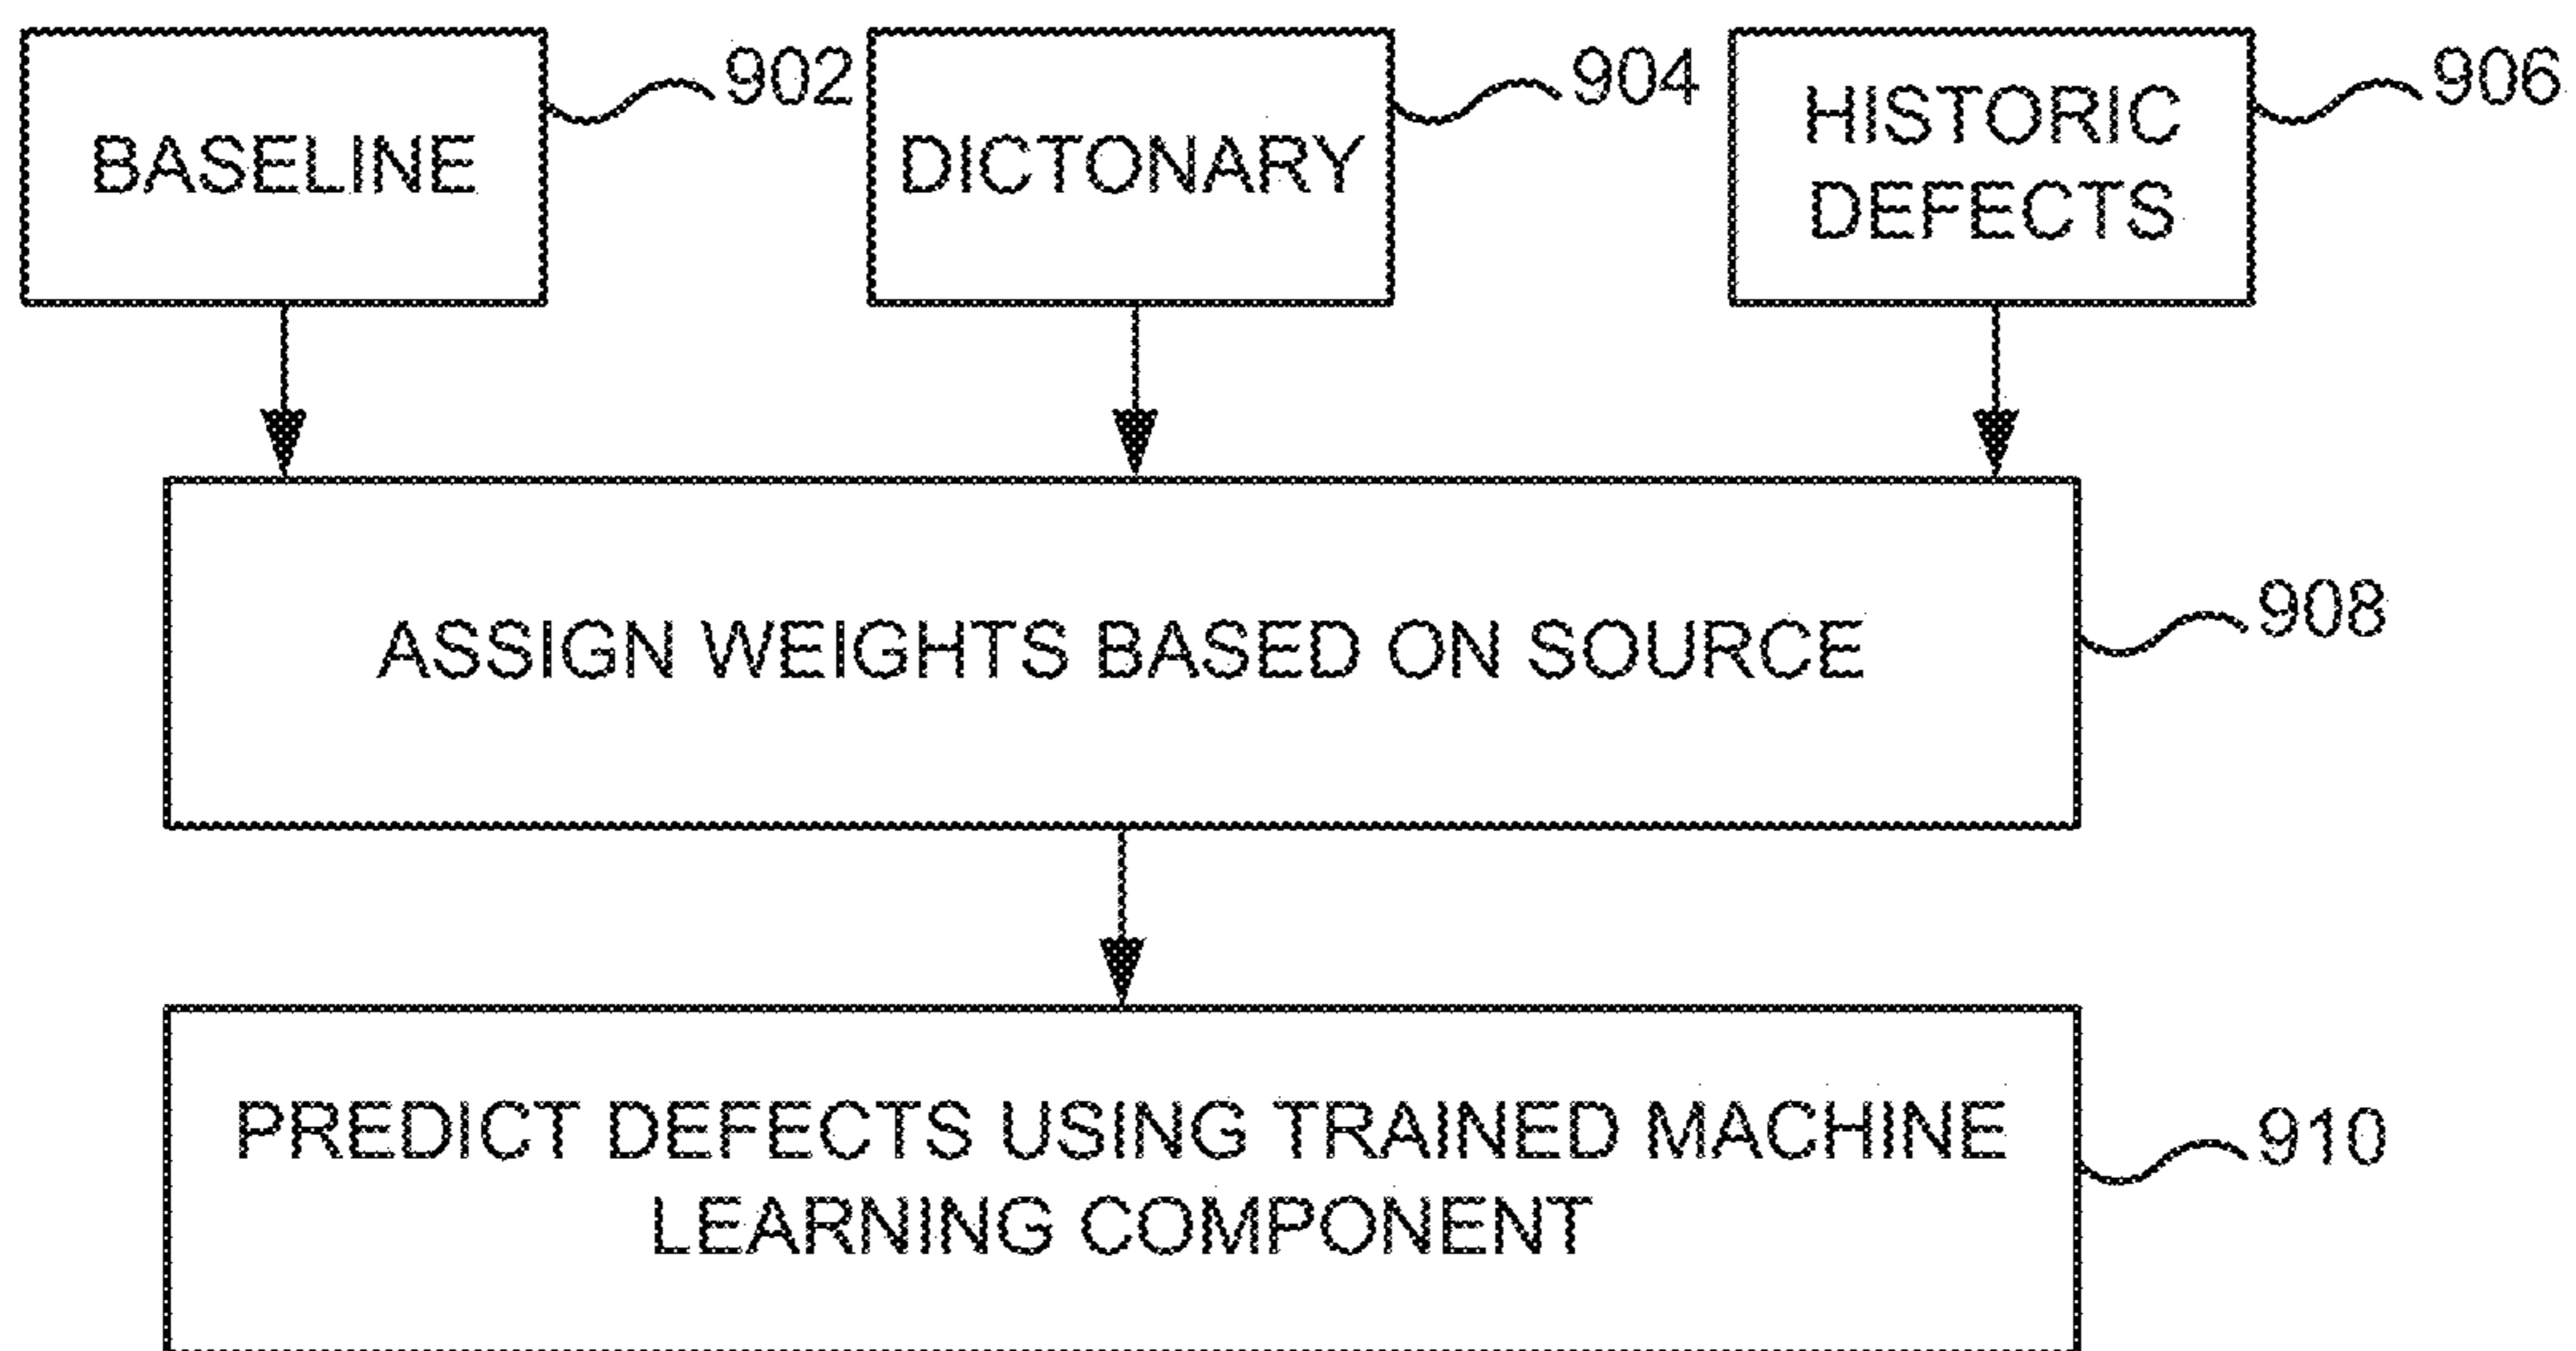 BASELINE
902
DICTONARY
904
HISTORIC
DEFECTS
906
ASSIGN WEIGHTS BASED ON SOURCE
908
PREDICT DEFECTS USING TRAINED MACHINE
LEARNING COMPONENT
910